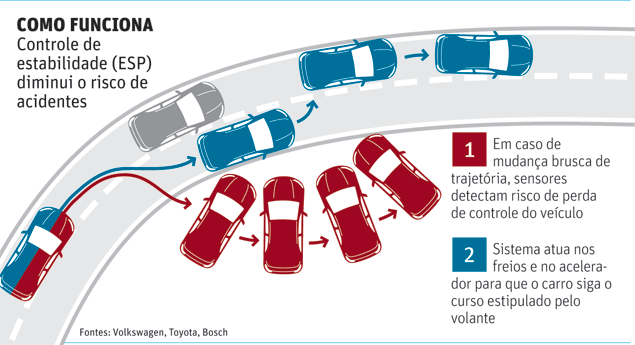 COMO FUNCIONA
Controle de
estabilidade (ESP)
diminui o risco de
acidentes
1 Em caso de
mudança brusca de
trajetória, sensores
detectam risco de perda
de controle do veículo
2 Sistema atua nos
freios e no acelera-
dor para que o carro siga o
curso estipulado pelo
volante
Fontes: Volkswagen, Toyota, Bosch